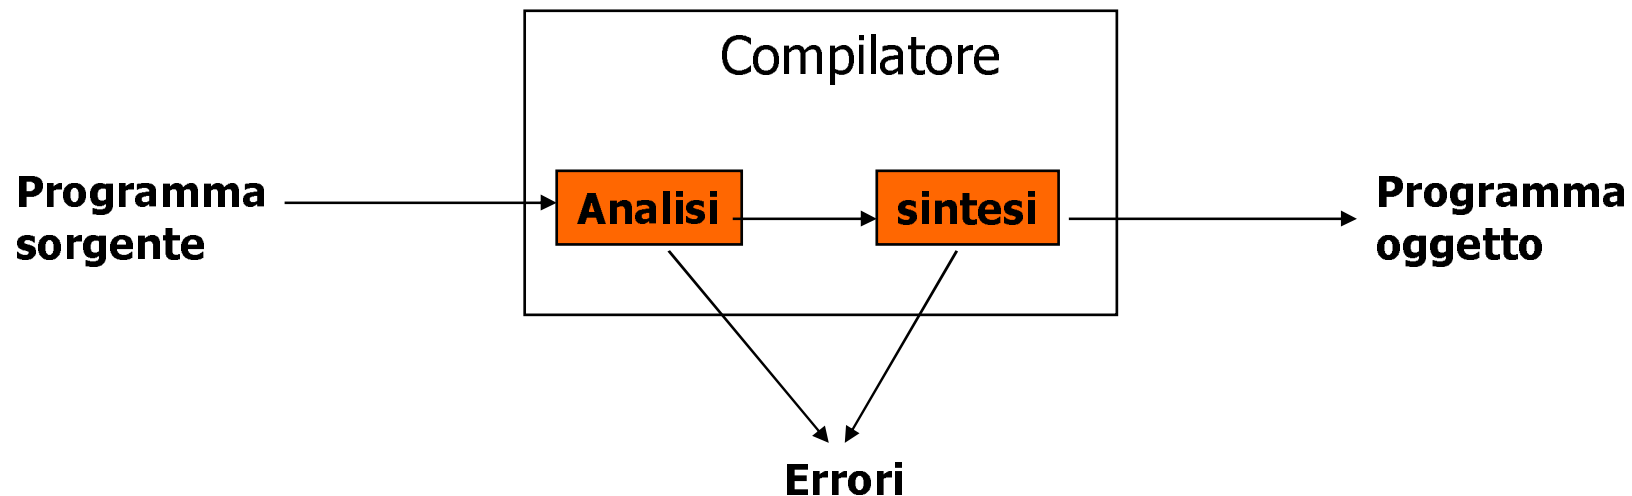 Compilatore
Programma
sorgente
Analisi
sintesi
Programma
oggetto
Errori